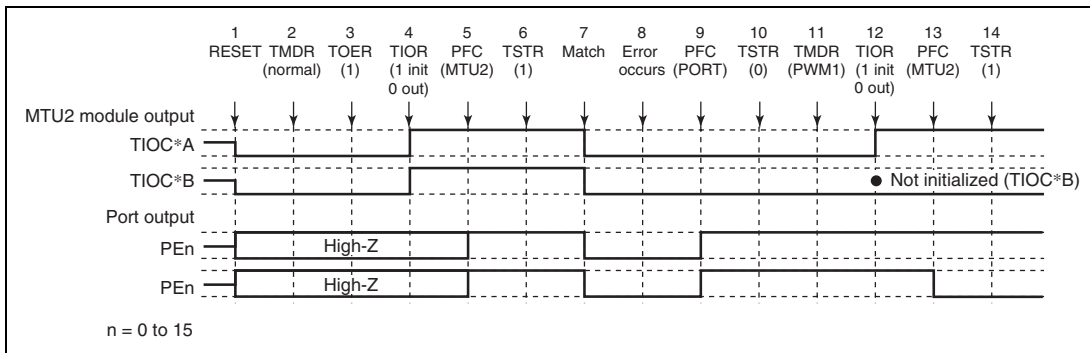 1 2 3 4 5 6 7 8 9 10 11 12 13 14
RESET TMDR TOER TIOR PFC TSTR Match Error PFC TSTR TMDR TIOR PFC TSTR
(normal) (1) (1 init (MTU2) (1) occurs (PORT) (0) (PWM1) (1 init (MTU2) (1)
0 out) 0 out)
MTU2 module output
TIOC*A
TIOC*B
● Not initialized (TIOC*B)
Port output
PEn
High-Z
PEn
High-Z
n = 0 to 15